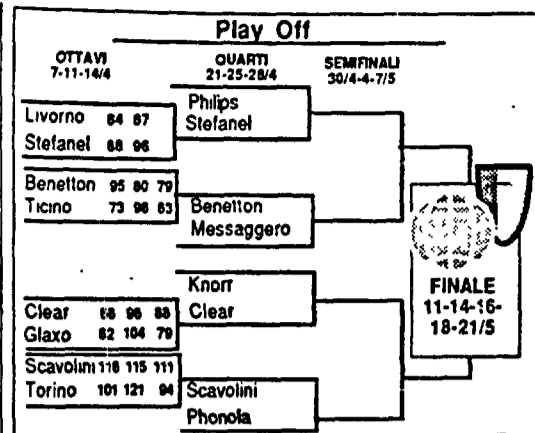 Play Off
OTTAVI
7-11-14/4
QUARTI
21-25-28/4
SEMIFINALI
30/4-4-7/5
Livorno 84 87
Stefanel 88 96
Philips
Stefanel
Benetton 95 80 79
Ticino 73 96 63
Benetton
Messaggero
Knorr
Clear
Clear 98 88
Glaxo 82 104 79
Scavolini 116 115 111
Torino 101 121 94
Scavolini
Phonola
FINALE
11-14-16-
18-21/5